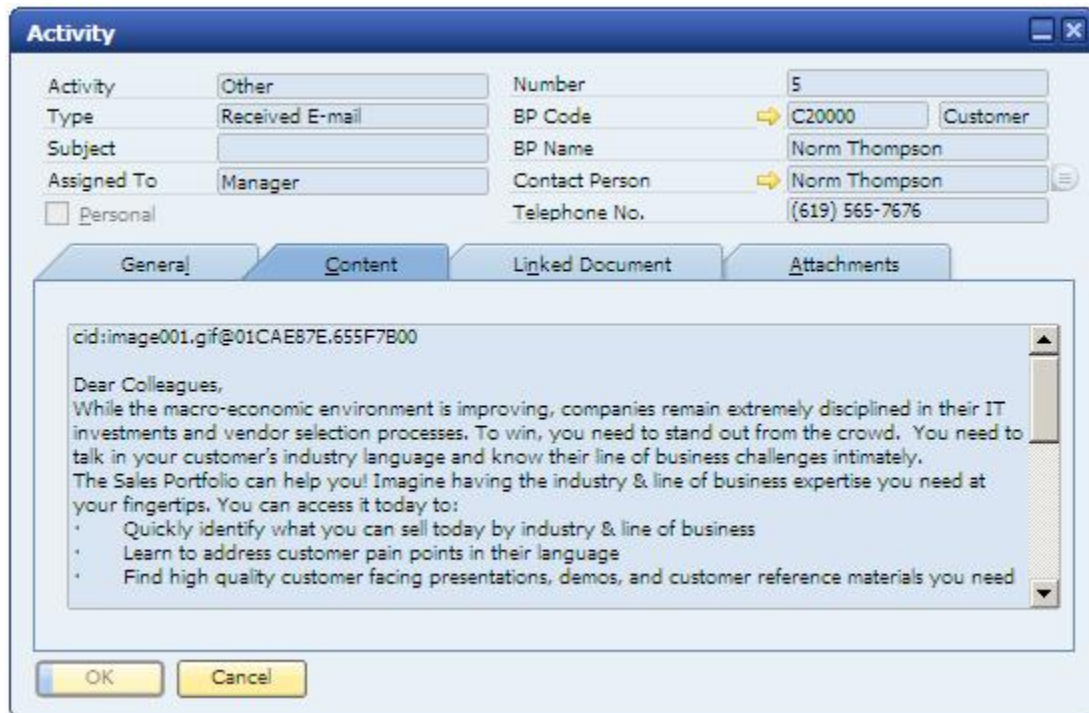 Activity
Activity Other Number 5
Type Received E-mail BP Code C20000 Customer
Subject BP Name Norm Thompson
Assigned To Manager Contact Person Norm Thompson
Personal Telephone No. (619) 565-7676
General Content Linked Document Attachments
cid:image001.gif@01CAE87E.655F7B00
Dear Colleagues,
While the macro-economic environment is improving, companies remain extremely disciplined in their IT
investments and vendor selection processes. To win, you need to stand out from the crowd.  You need to
talk in your customer's industry language and know their line of business challenges intimately.
The Sales Portfolio can help you! Imagine having the industry & line of business expertise you need at
your fingertips. You can access it today to:
· Quickly identify what you can sell today by industry & line of business
· Learn to address customer pain points in their language
· Find high quality customer facing presentations, demos, and customer reference materials you need
OK Cancel